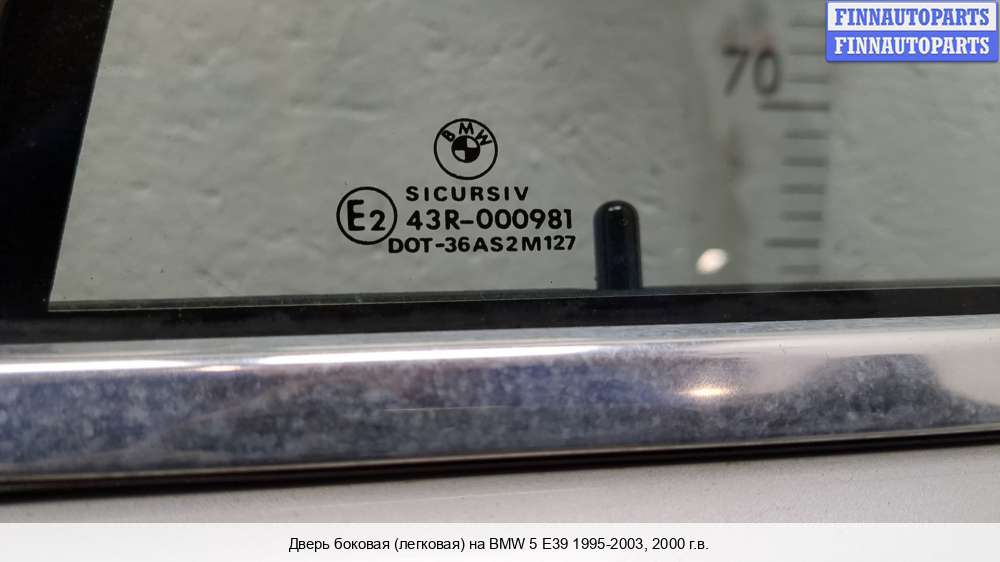 FINNAUTOPARTS
FINNAUTOPARTS
70
BMW
SICURSIV
E2 43R-000981
DOT-36AS2M127
Дверь боковая (легковая) на BMW 5 E39 1995-2003, 2000 г.в.